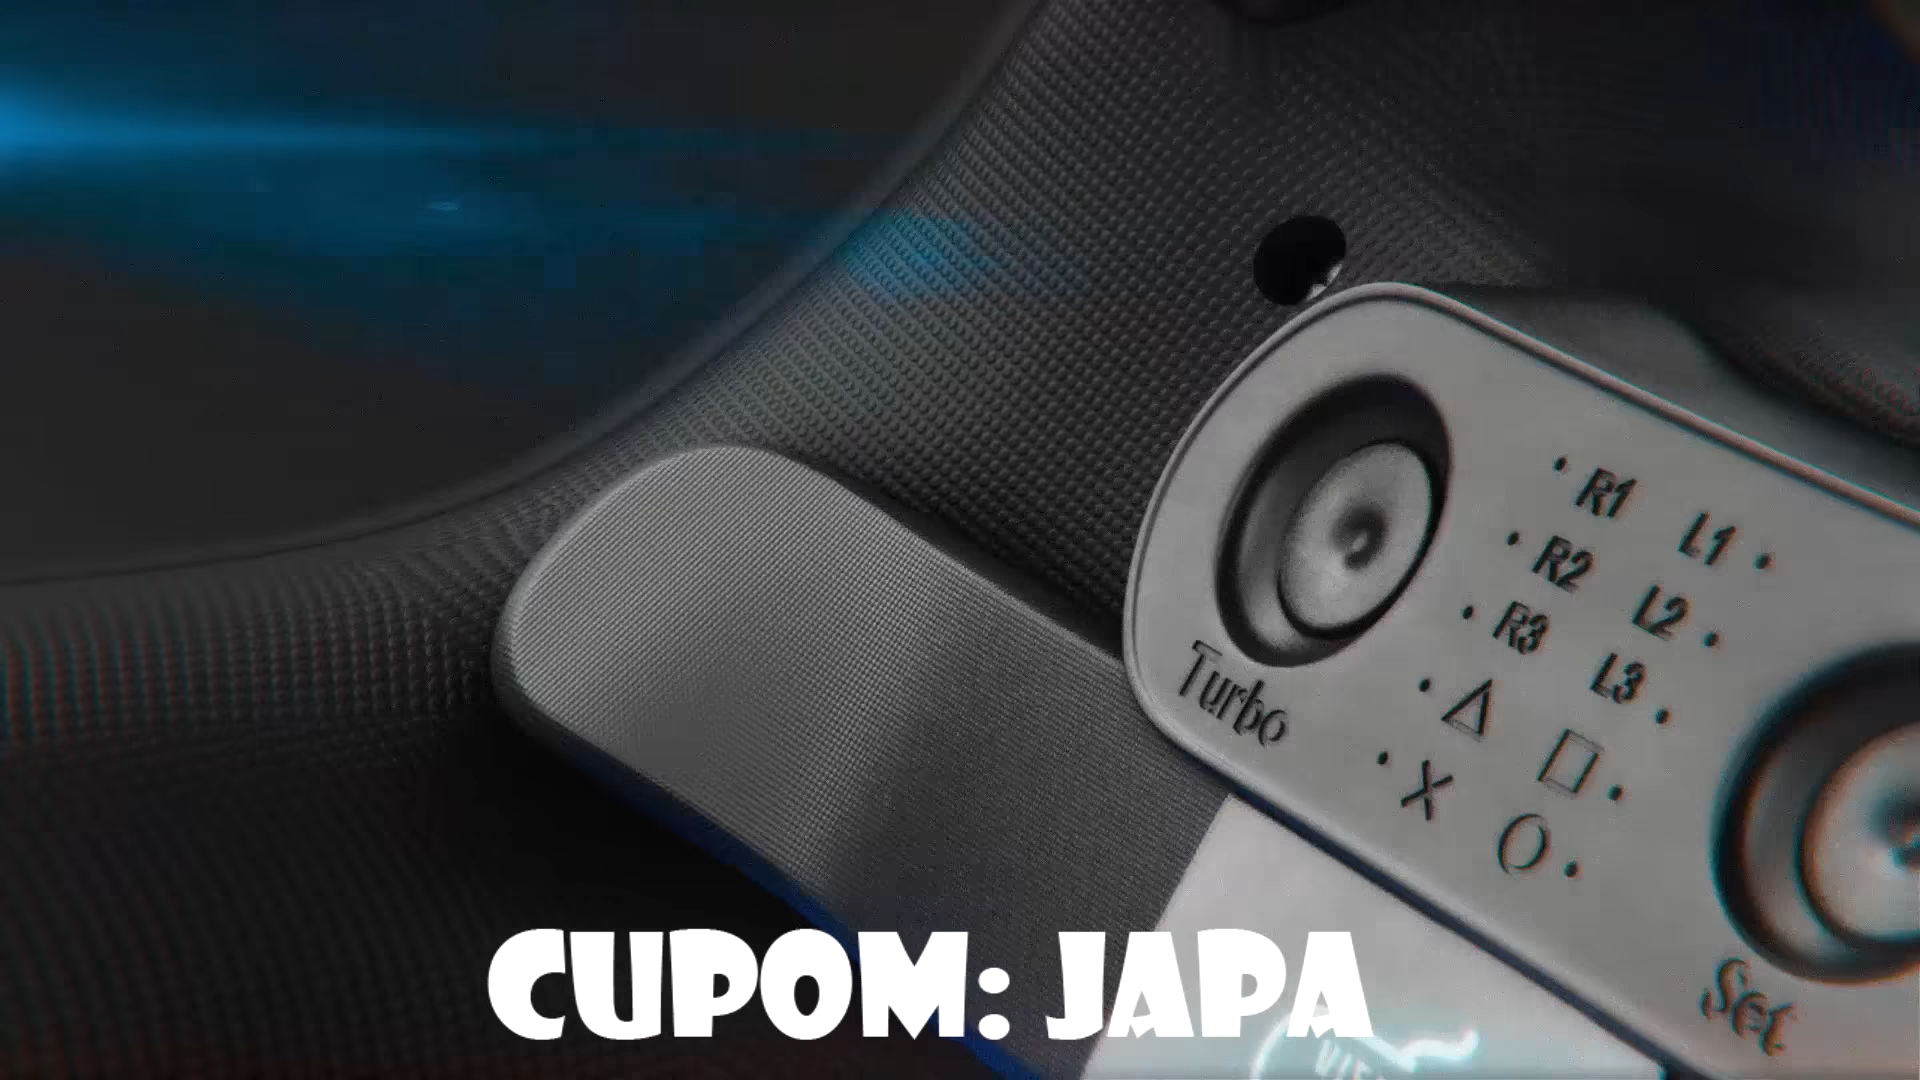 R1 L1
R2 L2
R3 L3
Turbo
X
Set
CUPOM: JAPA